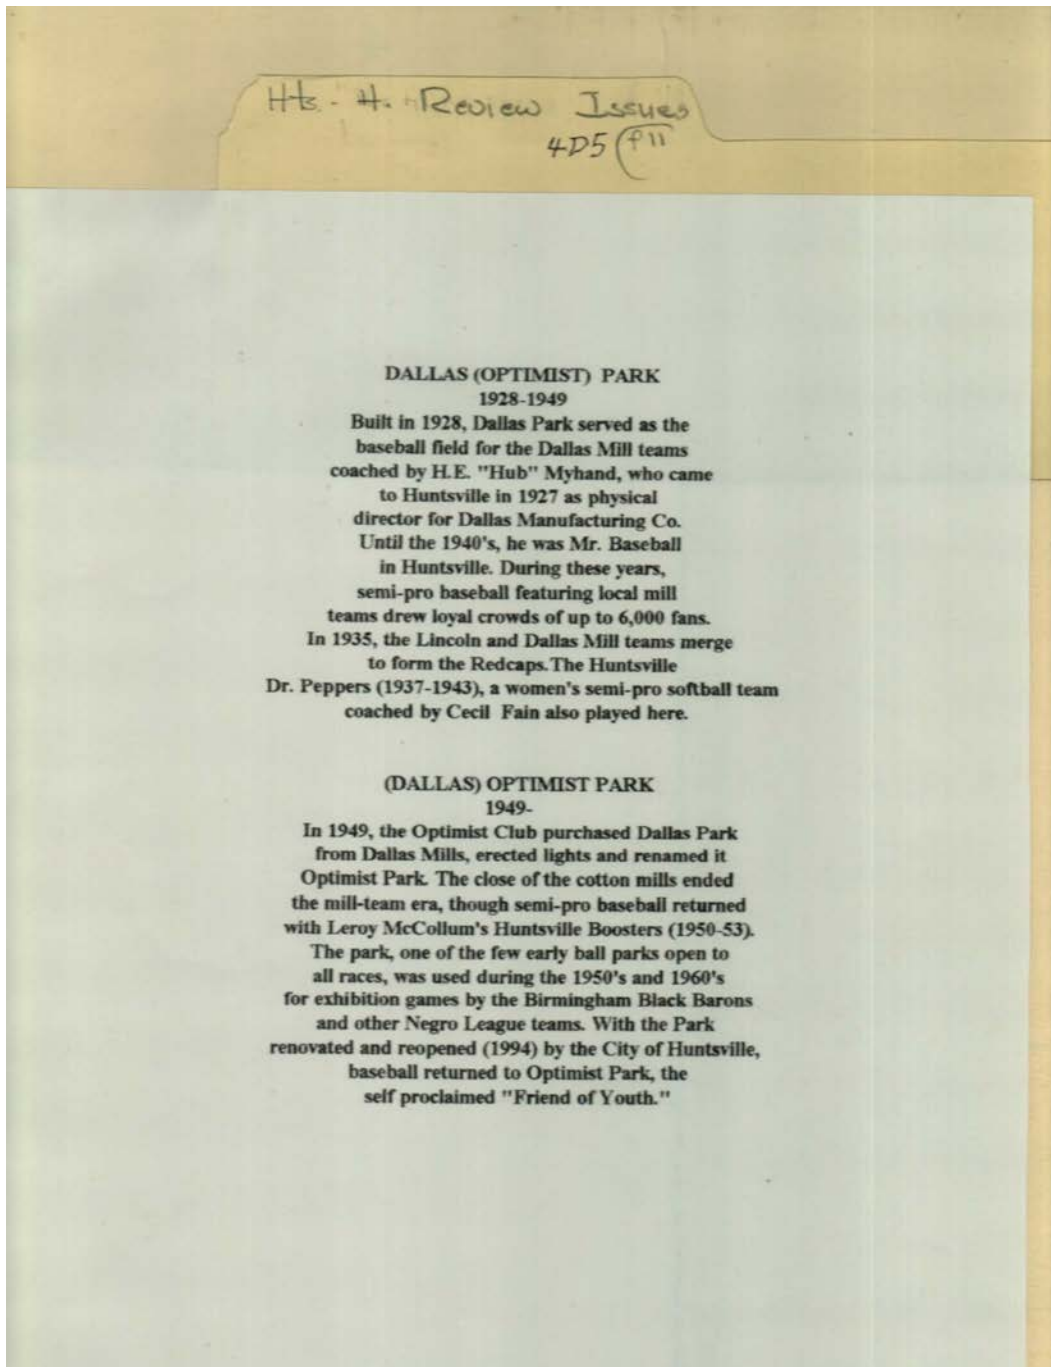 Hts. H. Review Issues
4D5 (f11
DALLAS (OPTIMIST) PARK
1928-1949
Built in 1928, Dallas Park served as the
baseball field for the Dallas Mill teams
coached by H.E. "Hub" Myhand, who came
to Huntsville in 1927 as physical
director for Dallas Manufacturing Co.
Until the 1940's, he was Mr. Baseball
in Huntsville. During these years,
semi-pro baseball featuring local mill
teams drew loyal crowds of up to 6,000 fans.
In 1935, the Lincoln and Dallas Mill teams merge
to form the Redcaps.The Huntsville
Dr. Peppers (1937-1943), a women's semi-pro softball team
coached by Cecil Fain also played here.
(DALLAS) OPTIMIST PARK
1949-
In 1949, the Optimist Club purchased Dallas Park
from Dallas Mills, erected lights and renamed it
Optimist Park. The close of the cotton mills ended
the mill-team era, though semi-pro baseball returned
with Leroy McCollum's Huntsville Boosters (1950-53).
The park, one of the few early ball parks open to
all races, was used during the 1950's and 1960's
for exhibition games by the Birmingham Black Barons
and other Negro League teams. With the Park
renovated and reopened (1994) by the City of Huntsville,
baseball returned to Optimist Park, the
self proclaimed "Friend of Youth."